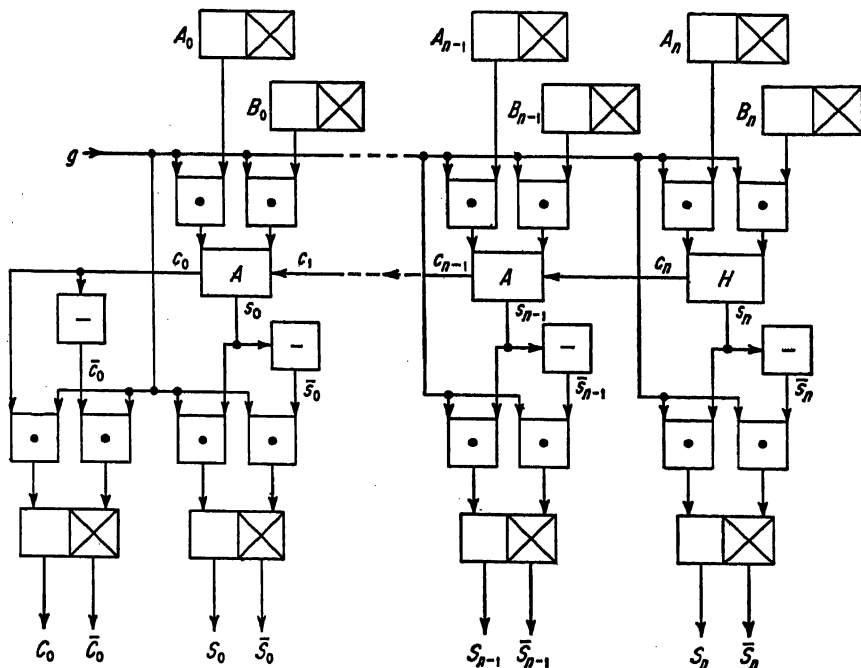 A₀ Aₙ₋₁ Aₙ
B₀ Bₙ₋₁ Bₙ
g
• • • • • •
c₀ A c₁ cₙ₋₁ A cₙ H
s₀ sₙ₋₁ sₙ
– – – –
c̄₀ s̄₀ s̄ₙ₋₁ s̄ₙ
• • • • • • • •
C₀ C̄₀ S₀ S̄₀ Sₙ₋₁ S̄ₙ₋₁ Sₙ S̄ₙ